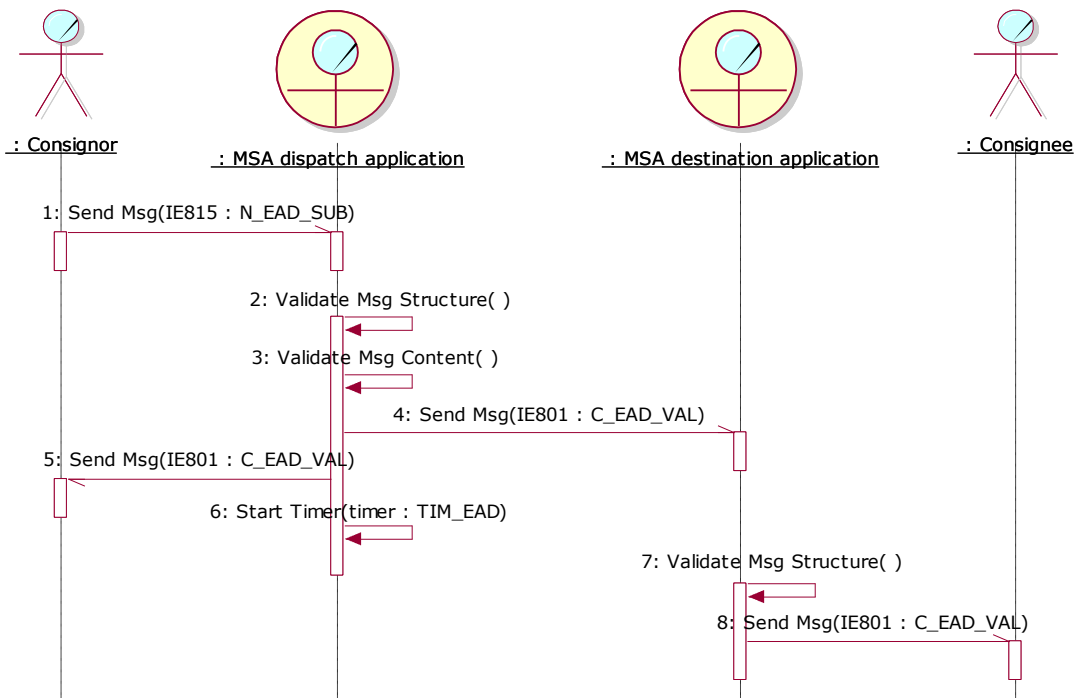 : Consignor
: MSA dispatch application
: MSA destination application
: Consignee
1: Send Msg(IE815 : N_EAD_SUB)
2: Validate Msg Structure( )
3: Validate Msg Content( )
4: Send Msg(IE801 : C_EAD_VAL)
5: Send Msg(IE801 : C_EAD_VAL)
6: Start Timer(timer : TIM_EAD)
7: Validate Msg Structure( )
8: Send Msg(IE801 : C_EAD_VAL)